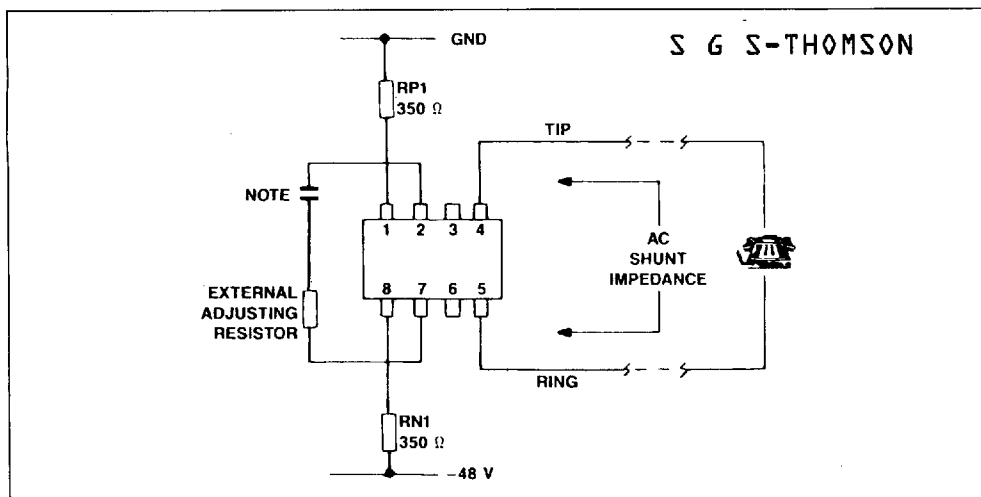 GND
S G S-THOMSON
RP1
350 Ω
TIP
NOTE
1 2 3 4
AC
SHUNT
IMPEDANCE
8 7 6 5
EXTERNAL
ADJUSTING
RESISTOR
RING
RN1
350 Ω
-48 V